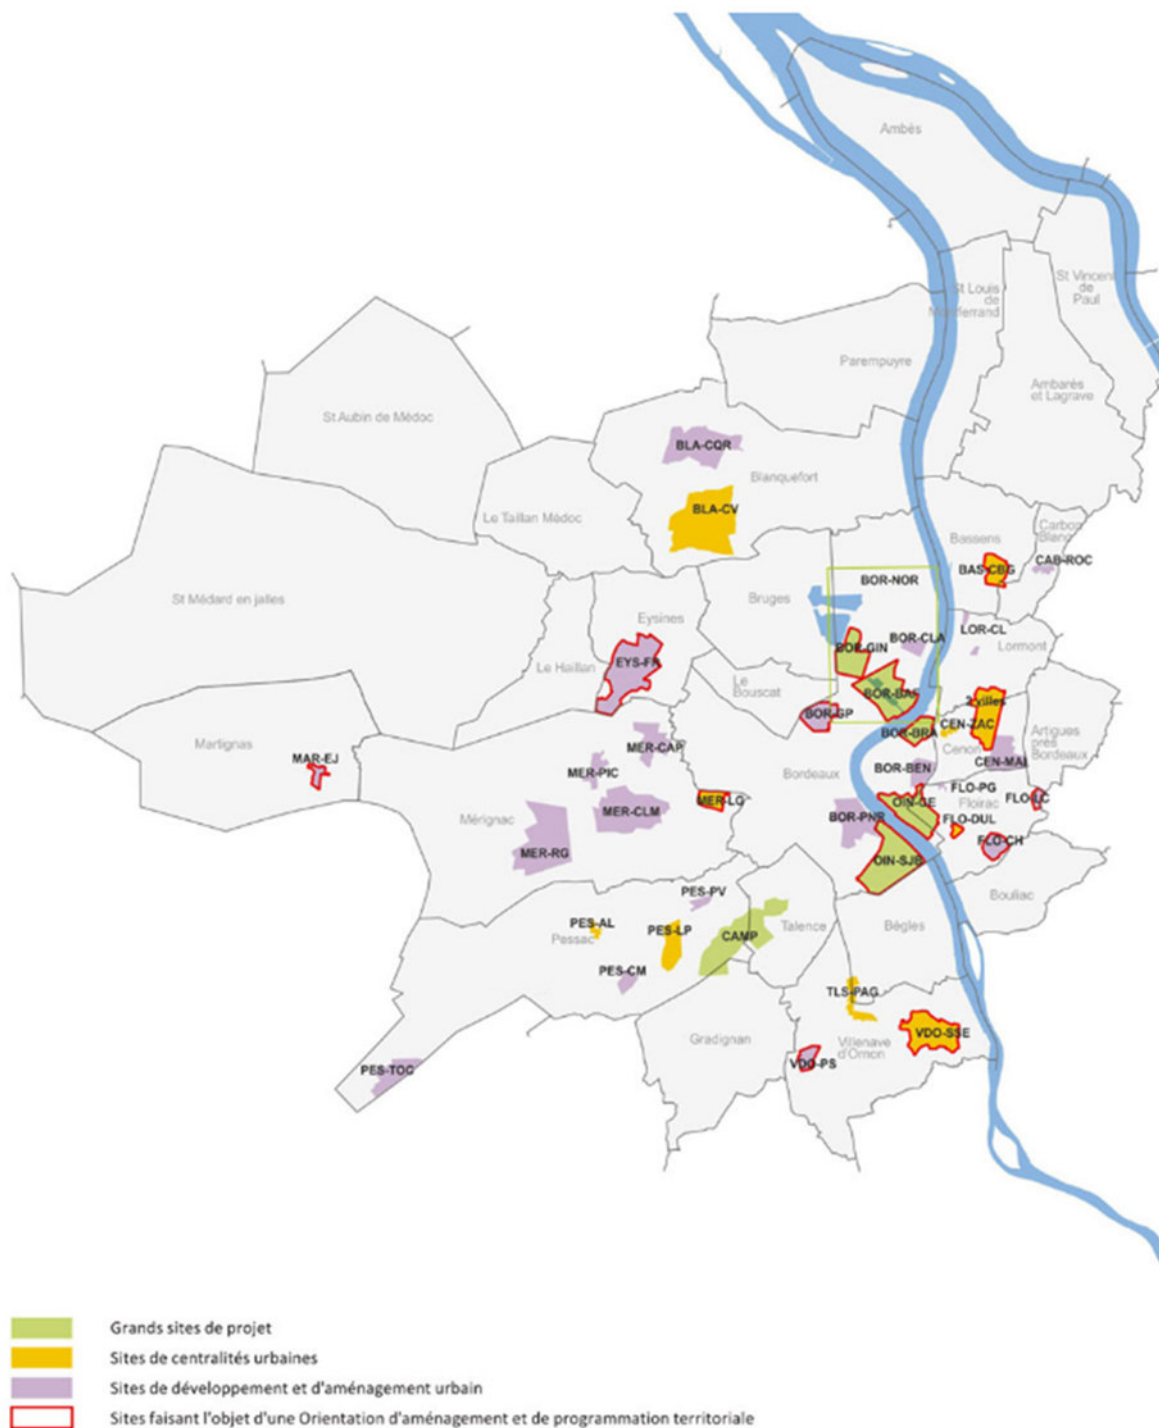 Ambès
St Vincent
de
Paul
St Louis
de
Montferrand
Parempuyre
Ambarès
et Lagrave
St Aubin de Médoc
BLA-CQR
Blanquefort
BLA-CV
Le Taillan Médoc
Carbon
Blanc
Bassens
CAB-ROC
BAS-CBG
BOR-NOR
St Médard en jalles
Bruges
Eysines
LOR-CL
BOR-CLA
Lormont
BOR-GIN
Le Haillan
EYS-FR
Le
Bouscat
BOR-BAF
2 villes
BOR-GP
CEN-ZAC
BOR-BRA
Artigues
près
Bordeaux
Martignas
MER-CAP
Cenon
MAR-EJ
CEN-MAI
MER-PIC
Bordeaux
BOR-BEN
FLO-PG
MER-LG
OIN-CE
Floirac
FLO-LC
MER-CLM
Mérignac
BOR-PNR
FLO-DUL
FLO-CH
MER-RG
OIN-SJB
PES-PV
Bouliac
PES-AL
Pessac
PES-LP
CAMP
Talence
Bègles
PES-CM
TLS-PAG
Gradignan
Villenave
d'Ornon
VDO-SSE
VDO-PS
PES-TOC
Grands sites de projet
Sites de centralités urbaines
Sites de développement et d'aménagement urbain
Sites faisant l'objet d'une Orientation d'aménagement et de programmation territoriale